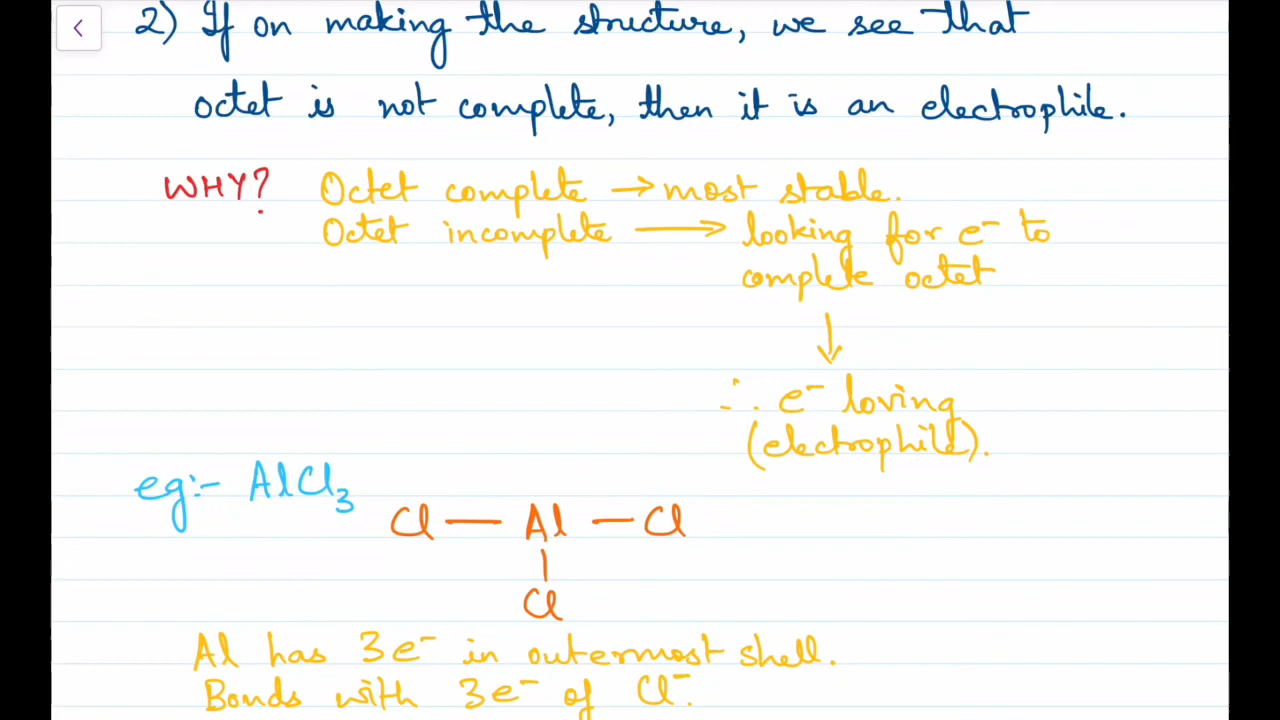 2) If on making the structure, we see that
octet is not complete, then it is an electrophile.
WHY? Octet complete → most stable.
Octet incomplete → looking for e⁻ to
complete octet
↓
∴ e⁻ loving
(electrophile).
eg:- AlCl₃
Cl — Al — Cl
|
Cl
Al has 3e⁻ in outermost shell.
Bonds with 3e⁻ of Cl⁻.